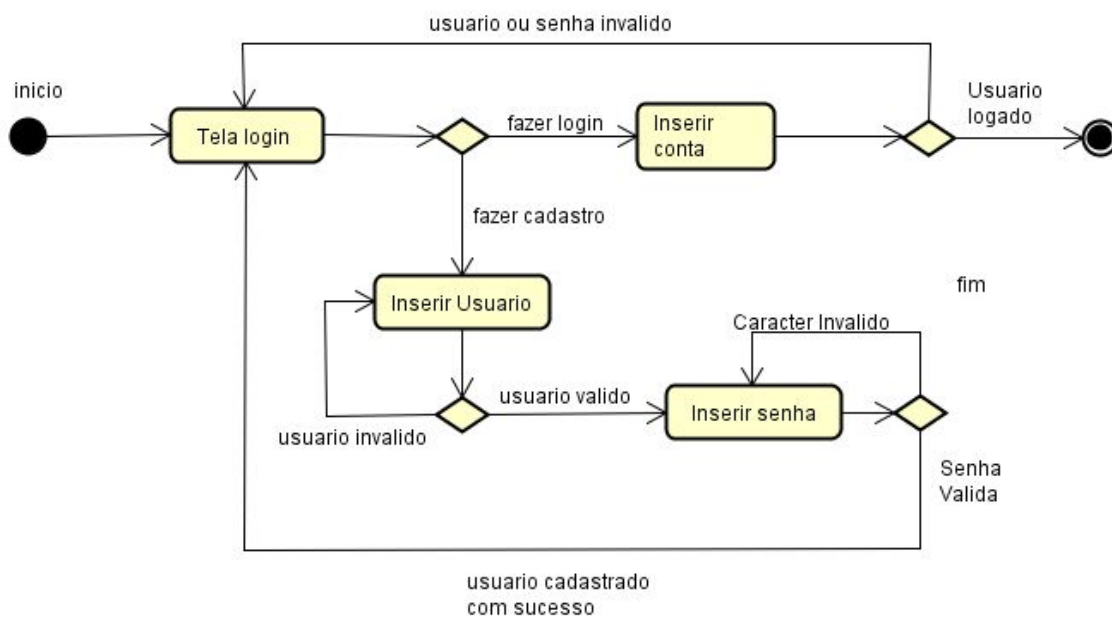 usuario ou senha invalido
inicio
Usuario
logado
Tela login
fazer login
Inserir
conta
fazer cadastro
fim
Inserir Usuario
Caracter Invalido
usuario valido
Inserir senha
usuario invalido
Senha
Valida
usuario cadastrado
com sucesso